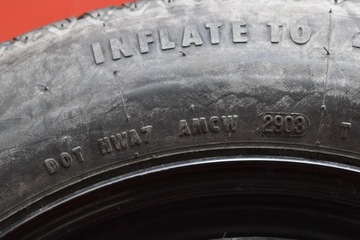 INFLATE TO
DOT HWA7 AMCW 2903 T